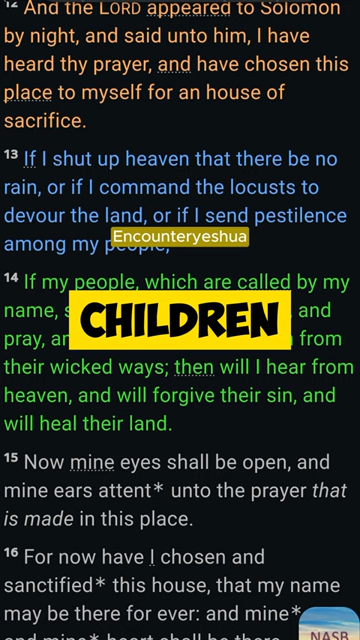 12 And the LORD appeared to Solomon
by night, and said unto him, I have
heard thy prayer, and have chosen this
place to myself for an house of
sacrifice.
13 If I shut up heaven that there be no
rain, or if I command the locusts to
devour the land, or if I send pestilence
among my people,
Encounteryeshua
14 If my people, which are called by my
name, and
CHILDREN
pray, from
their wicked ways; then will I hear from
heaven, and will forgive their sin, and
will heal their land.
15 Now mine eyes shall be open, and
mine ears attent* unto the prayer that
is made in this place.
16 For now have I chosen and
sanctified* this house, that my name
may be there for ever: and mine*
and mine* heart shall be there
NASB